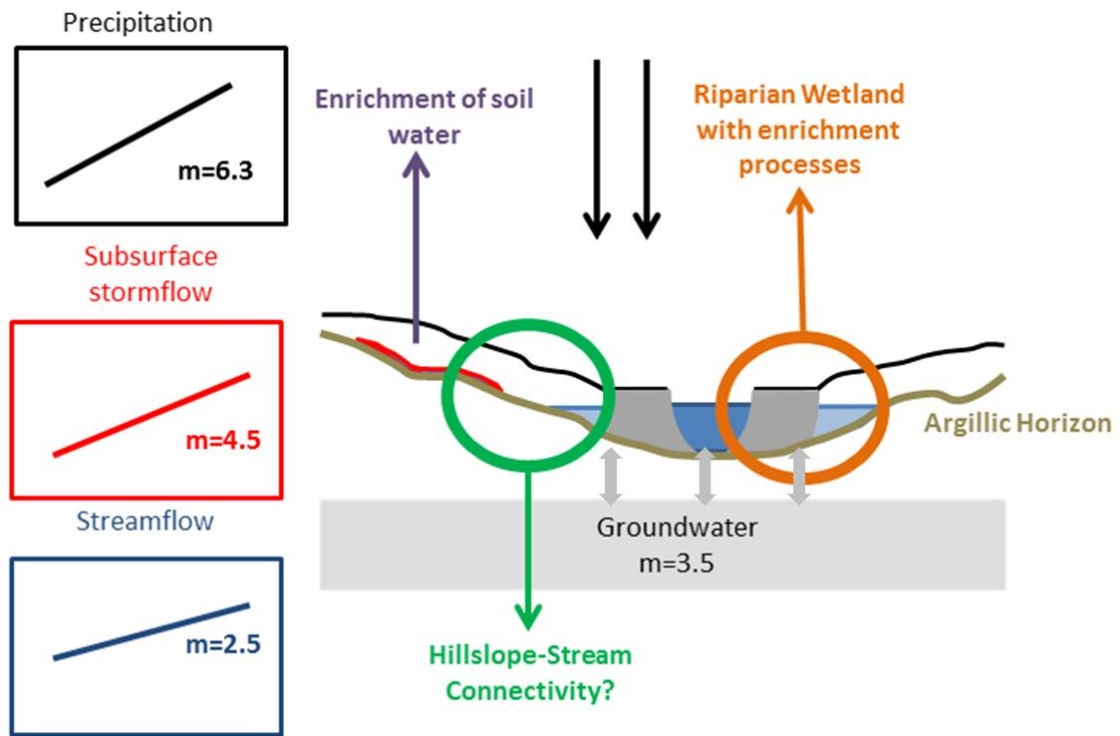 Precipitation
m=6.3
Subsurface
stormflow
m=4.5
Streamflow
m=2.5
Enrichment of soil
water
Riparian Wetland
with enrichment
processes
Argillic Horizon
Groundwater
m=3.5
Hillslope-Stream
Connectivity?